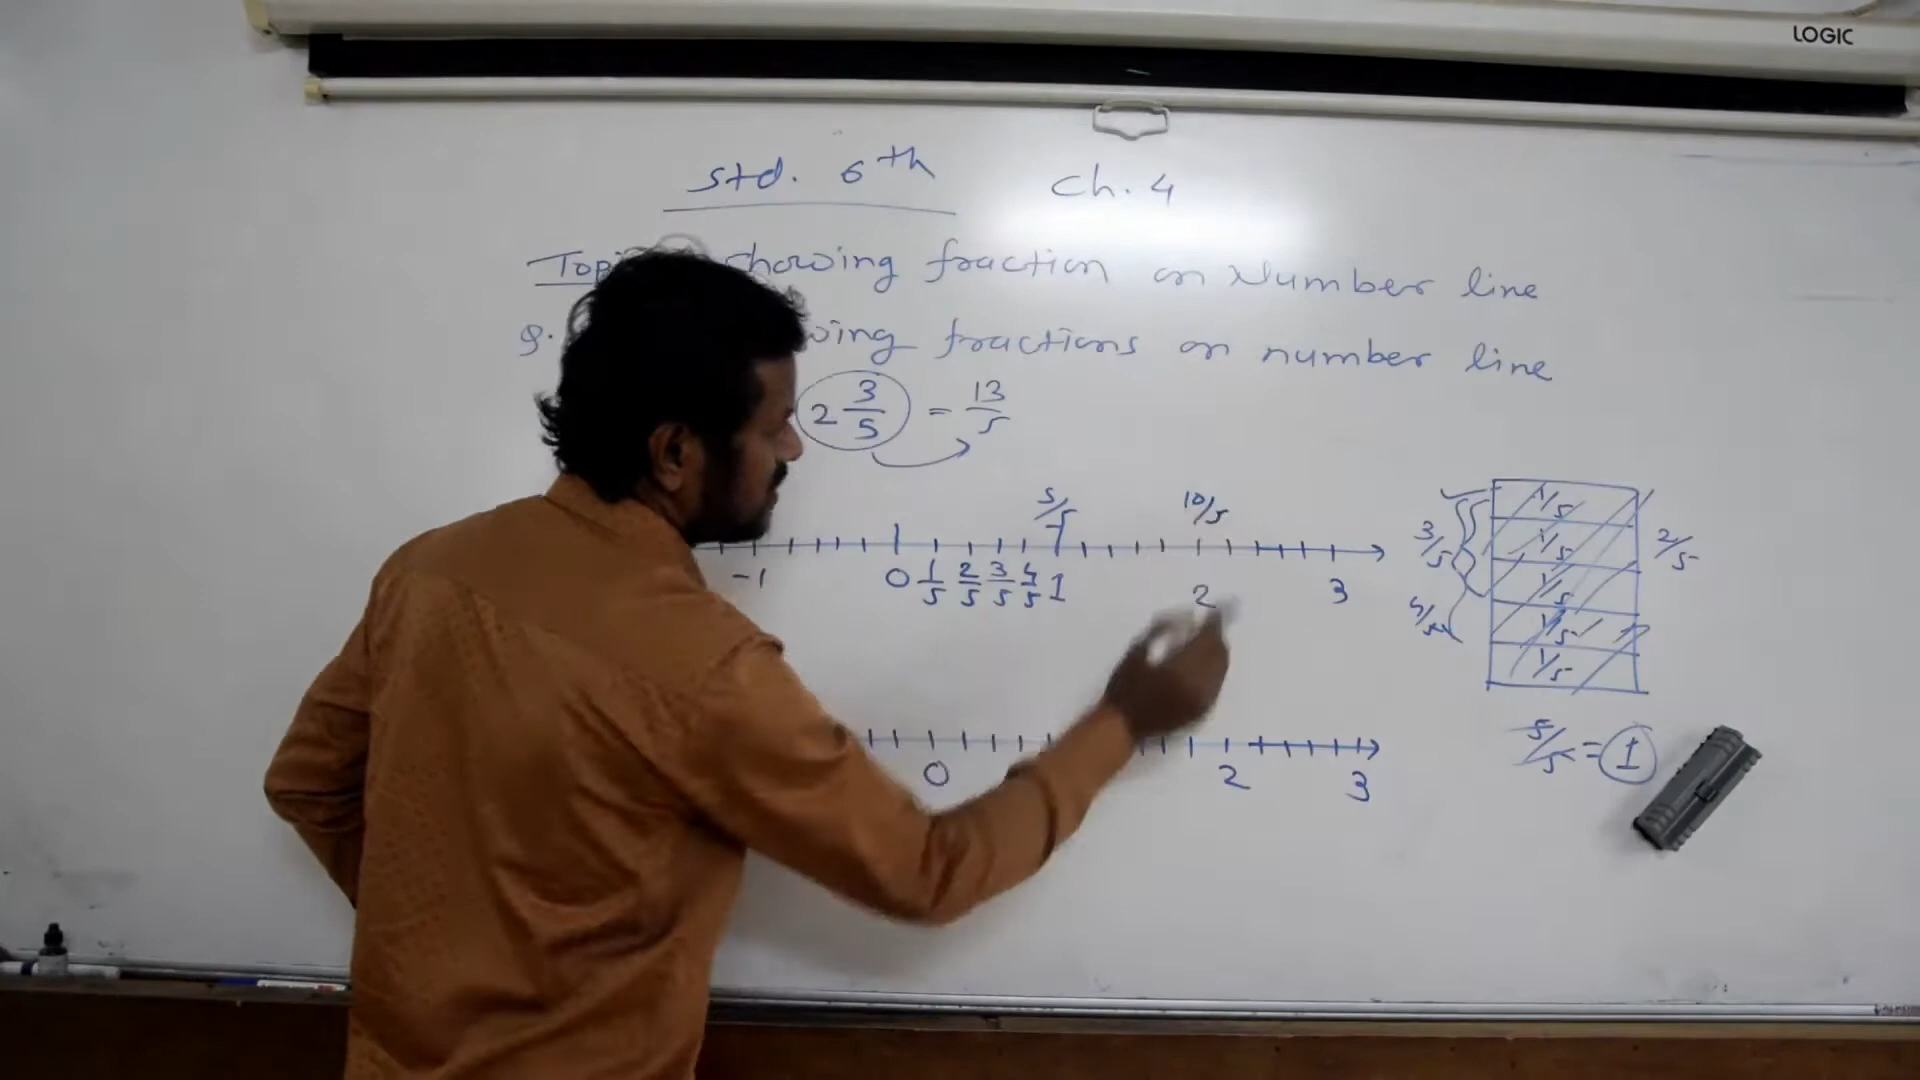 LOGIC
Std. 6th Ch. 4
Topi showing fraction on Number line
Q. wing fractions on number line
2 3/5 = 13/5
5/5 10/5
-1 0 1/5 2/5 3/5 4/5 1 2 3
1/5
1/5
1/5
1/5
1/5
3/5
4/5
2/5
0 2 3
5/5 = 1